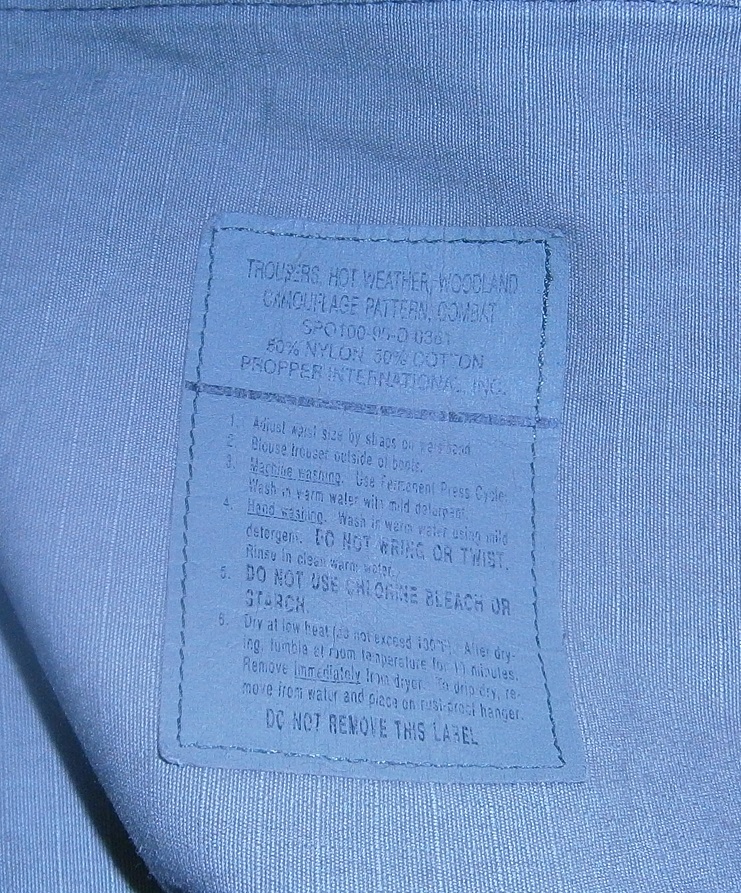 TROUSERS, HOT WEATHER, WOODLAND
CAMOUFLAGE PATTERN, COMBAT
SPO100-95-D-0381
50% NYLON 50% COTTON
PROPPER INTERNATIONAL, INC.
1. Adjust waist size by straps on waistband.
2. Blouse trouser outside of boots.
3. Machine washing. Use Permanent Press Cycle.
Wash in warm water with mild detergent.
4. Hand washing. Wash in warm water using mild
detergent. DO NOT WRING OR TWIST.
Rinse in clean warm water.
5. DO NOT USE CHLORINE BLEACH OR
STARCH.
6. Dry at low heat (do not exceed After dry-
ing, tumble at room temperature for 10 minutes.
Remove immediately from dryer. To drip dry, re-
move from water and place on rust-proof hanger.
DO NOT REMOVE THIS LABEL